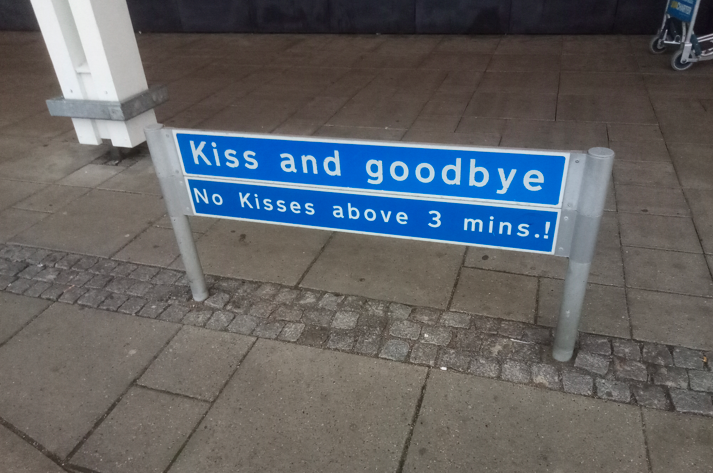 Kiss and goodbye
No Kisses above 3 mins.!